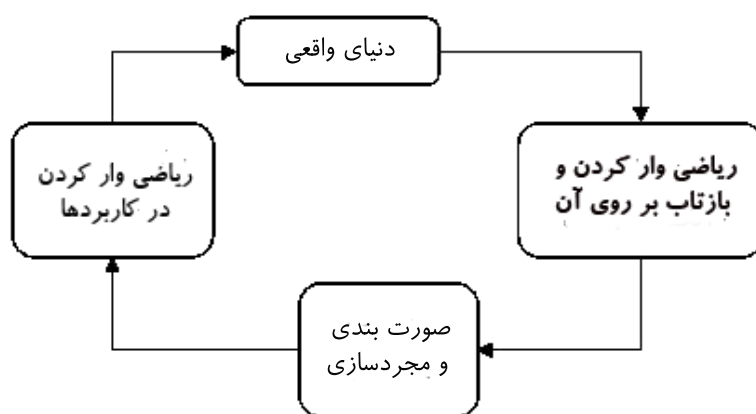 دنیای واقعی
ریاضی وار کردن و
بازتاب بر روی آن
صورت بندی
و مجردسازی
ریاضی وار کردن
در کاربردها